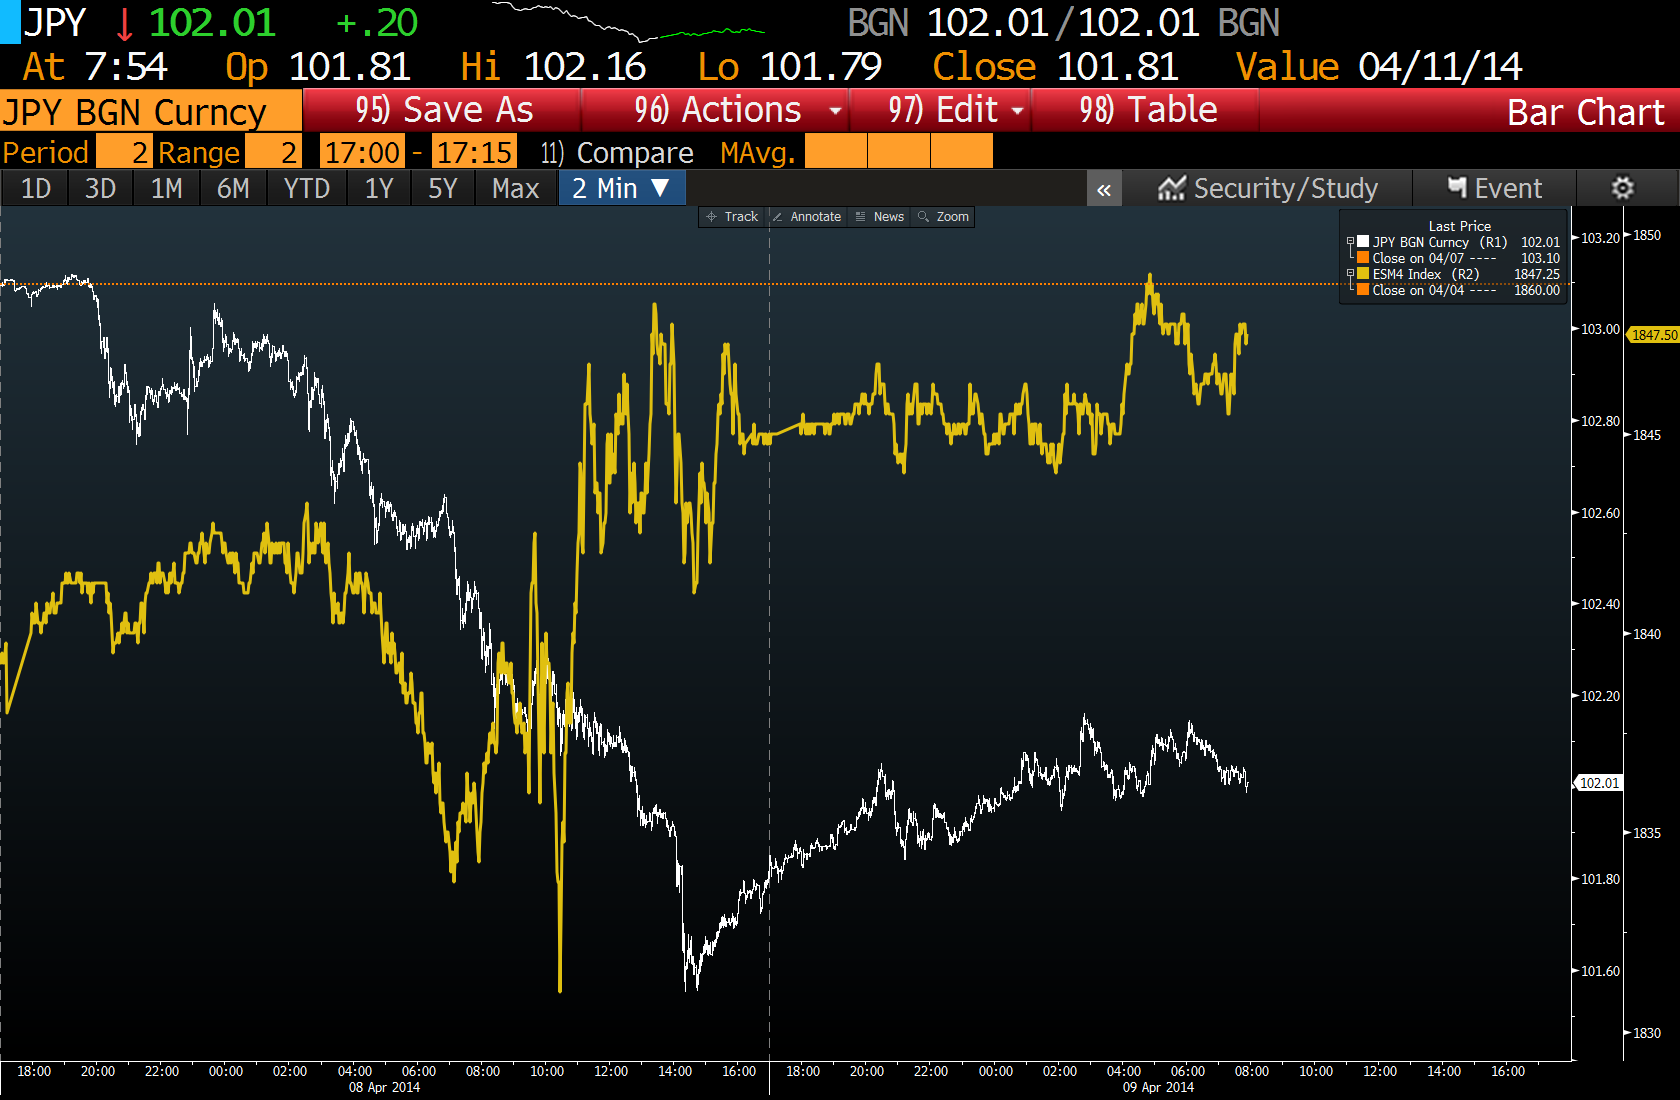 JPY ↓ 102.01 +.20 BGN 102.01/102.01 BGN
At 7:54 Op 101.81 Hi 102.16 Lo 101.79 Close 101.81 Value 04/11/14
JPY BGN Curncy 95) Save As 96) Actions 97) Edit 98) Table Bar Chart
Period 2 Range 2 17:00 - 17:15 11) Compare MAvg.
1D 3D 1M 6M YTD 1Y 5Y Max 2 Min ▼ « Security/Study Event
Track Annotate News Zoom
Last Price
JPY BGN Curncy (R1) 102.01
Close on 04/07 ---- 103.10
ESM4 Index (R2) 1847.25
Close on 04/04 ---- 1860.00
103.20 1850
103.00 1847.50
102.80 1845
102.60
102.40 1840
102.20
102.01
1835
101.80
101.60
1830
18:00 20:00 22:00 00:00 02:00 04:00 06:00 08:00 10:00 12:00 14:00 16:00 18:00 20:00 22:00 00:00 02:00 04:00 06:00 08:00 10:00 12:00 14:00 16:00
08 Apr 2014 09 Apr 2014